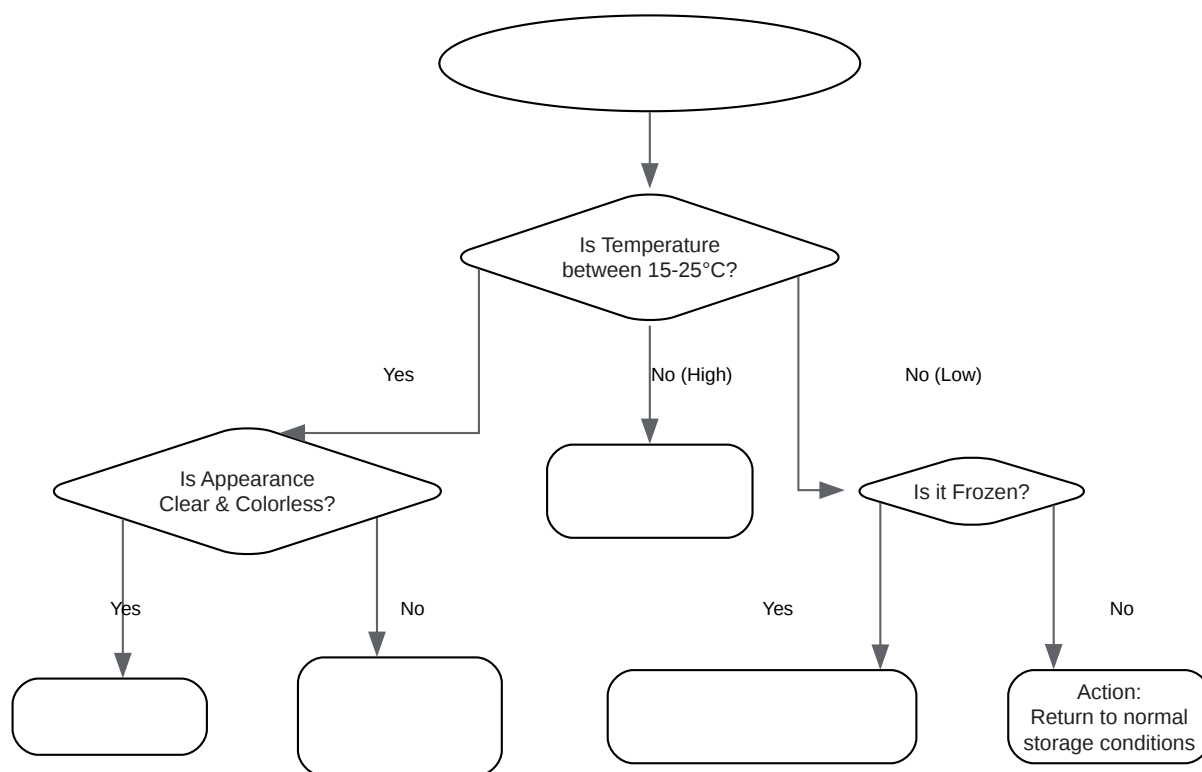 Is Temperature
between 15-25°C?
Yes
No (High)
No (Low)
Is Appearance
Clear & Colorless?
Is it Frozen?
Yes
No
Yes
No
Action:
Return to normal
storage conditions